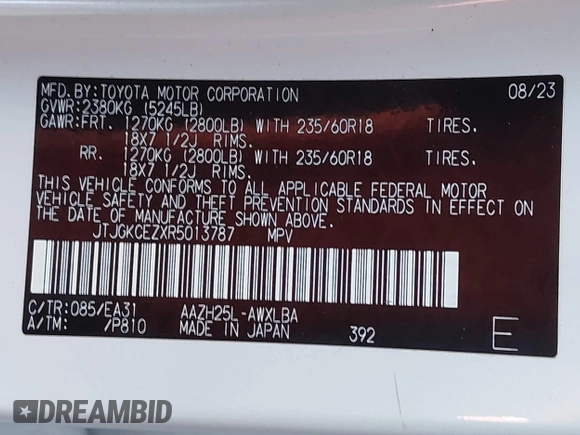 MFD.BY:TOYOTA MOTOR CORPORATION 08/23
GVWR:2380KG (5245LB)
GAWR:FRT. 1270KG (2800LB) WITH 235/60R18 TIRES.
18X7 1/2J RIMS.
RR. 1270KG (2800LB) WITH 235/60R18 TIRES.
18X7 1/2J RIMS.
THIS VEHICLE CONFORMS TO ALL APPLICABLE FEDERAL MOTOR
VEHICLE SAFETY AND THEFT PREVENTION STANDARDS IN EFFECT ON
THE DATE OF MANUFACTURE SHOWN ABOVE.
JTJGKCEZXR5013787 MPV
C/TR:085/EA31 AAZH25L-AWXLBA
A/TM: /P810 MADE IN JAPAN 392 E
DREAMBID